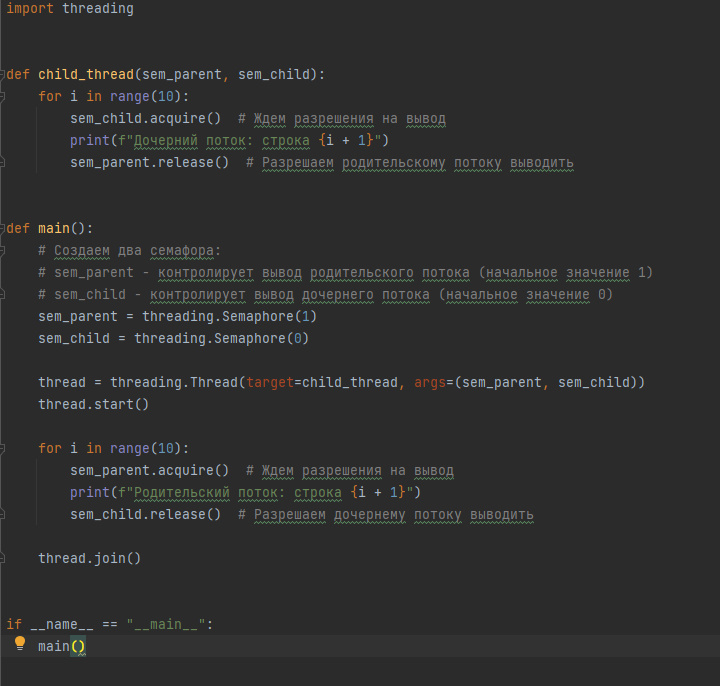 import threading
def child_thread(sem_parent, sem_child):
    for i in range(10):
        sem_child.acquire()  # Ждем разрешения на вывод
        print(f"Дочерний поток: строка {i + 1}")
        sem_parent.release()  # Разрешаем родительскому потоку выводить
def main():
    # Создаем два семафора:
    # sem_parent - контролирует вывод родительского потока (начальное значение 1)
    # sem_child - контролирует вывод дочернего потока (начальное значение 0)
    sem_parent = threading.Semaphore(1)
    sem_child = threading.Semaphore(0)
    thread = threading.Thread(target=child_thread, args=(sem_parent, sem_child))
    thread.start()
    for i in range(10):
        sem_parent.acquire()  # Ждем разрешения на вывод
        print(f"Родительский поток: строка {i + 1}")
        sem_child.release()  # Разрешаем дочернему потоку выводить
    thread.join()
if __name__ == "__main__":
    main()